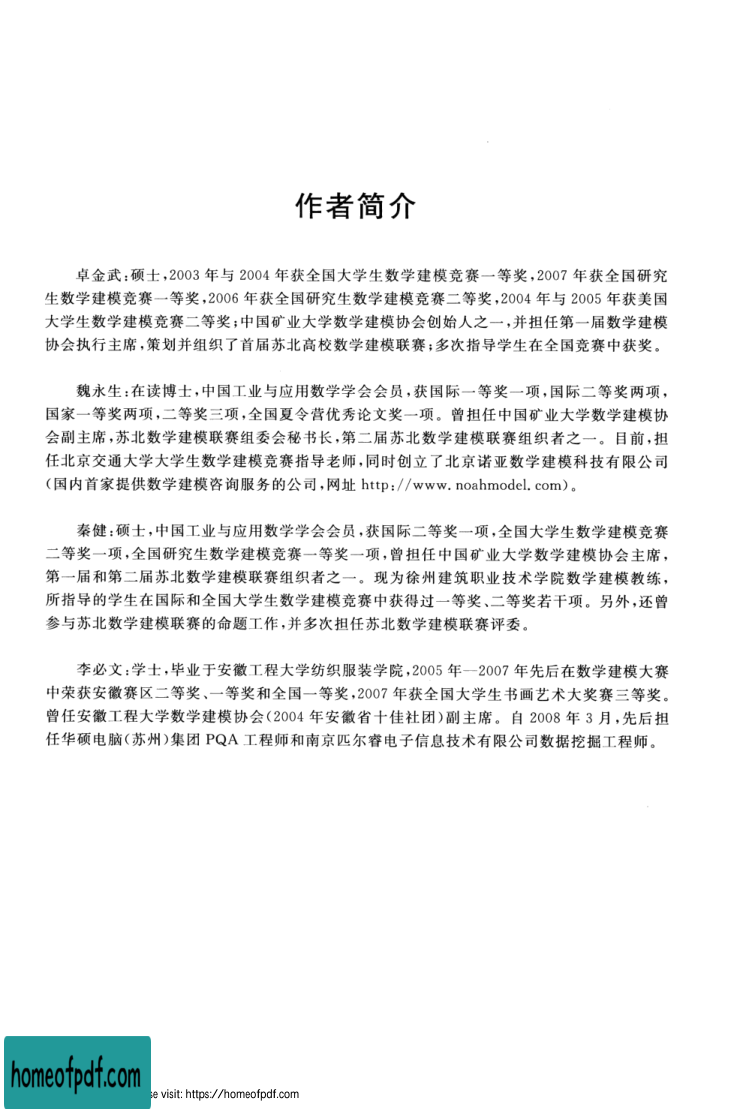 作者简介
卓金武:硕士,2003 年与 2004 年获全国大学生数学建模竞赛一等奖,2007 年获全国研究
生数学建模竞赛一等奖,2006 年获全国研究生数学建模竞赛二等奖,2004 年与 2005 年获美国
大学生数学建模竞赛二等奖;中国矿业大学数学建模协会创始人之一,并担任第一届数学建模
协会执行主席,策划并组织了首届苏北高校数学建模联赛;多次指导学生在全国竞赛中获奖。
魏永生:在读博士,中国工业与应用数学学会会员,获国际一等奖一项,国际二等奖两项,
国家一等奖两项,二等奖三项,全国夏令营优秀论文奖一项。曾担任中国矿业大学数学建模协
会副主席,苏北数学建模联赛组委会秘书长,第二届苏北数学建模联赛组织者之一。目前,担
任北京交通大学大学生数学建模竞赛指导老师,同时创立了北京诺亚数学建模科技有限公司
(国内首家提供数学建模咨询服务的公司,网址 http://www.noahmodel.com)。
秦健:硕士,中国工业与应用数学学会会员,获国际二等奖一项,全国大学生数学建模竞赛
二等奖一项,全国研究生数学建模竞赛一等奖一项,曾担任中国矿业大学数学建模协会主席,
第一届和第二届苏北数学建模联赛组织者之一。现为徐州建筑职业技术学院数学建模教练,
所指导的学生在国际和全国大学生数学建模竞赛中获得过一等奖、二等奖若干项。另外,还曾
参与苏北数学建模联赛的命题工作,并多次担任苏北数学建模联赛评委。
李必文:学士,毕业于安徽工程大学纺织服装学院,2005 年—2007 年先后在数学建模大赛
中荣获安徽赛区二等奖、一等奖和全国一等奖,2007 年获全国大学生书画艺术大奖赛三等奖。
曾任安徽工程大学数学建模协会(2004 年安徽省十佳社团)副主席。自 2008 年 3 月,先后担
任华硕电脑(苏州)集团 PQA 工程师和南京匹尔睿电子信息技术有限公司数据挖掘工程师。
homeofpdf.com
visit: https://homeofpdf.com